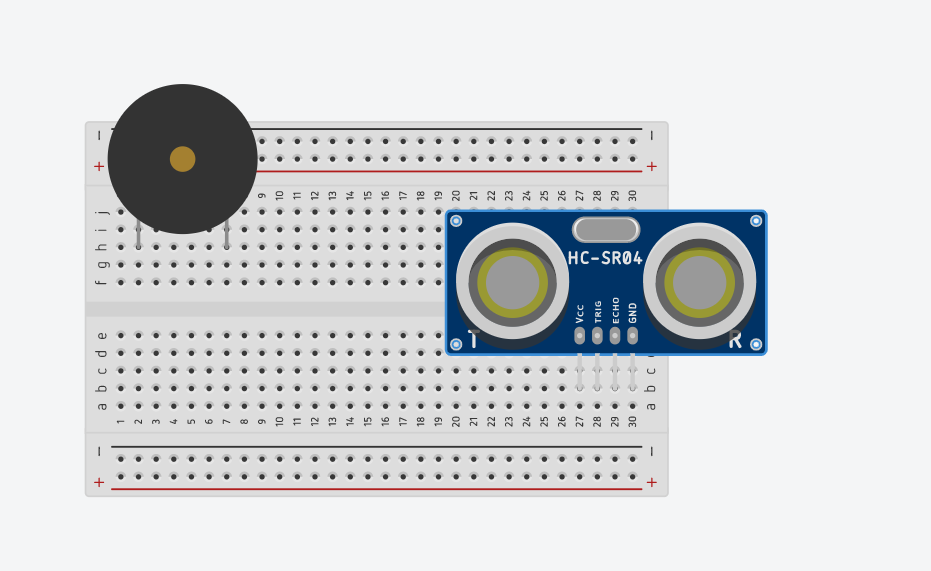 − −
+ +
9 10 11 12 13 14 15 16 17 18 19 20 21 22 23 24 25 26 27 28 29 30
j
i
h
g
f
HC-SR04
VCC TRIG ECHO GND
T R
e
d
c c
b b
a a
1 2 3 4 5 6 7 8 9 10 11 12 13 14 15 16 17 18 19 20 21 22 23 24 25 26 27 28 29 30
− −
+ +